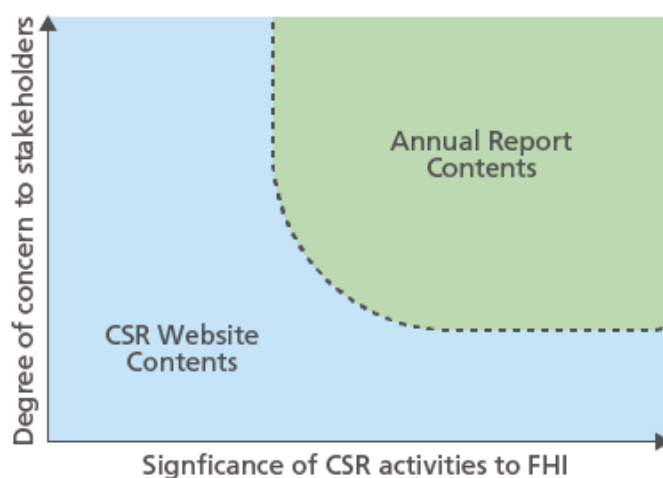 Degree of concern to stakeholders
Annual Report
Contents
CSR Website
Contents
Signficance of CSR activities to FHI